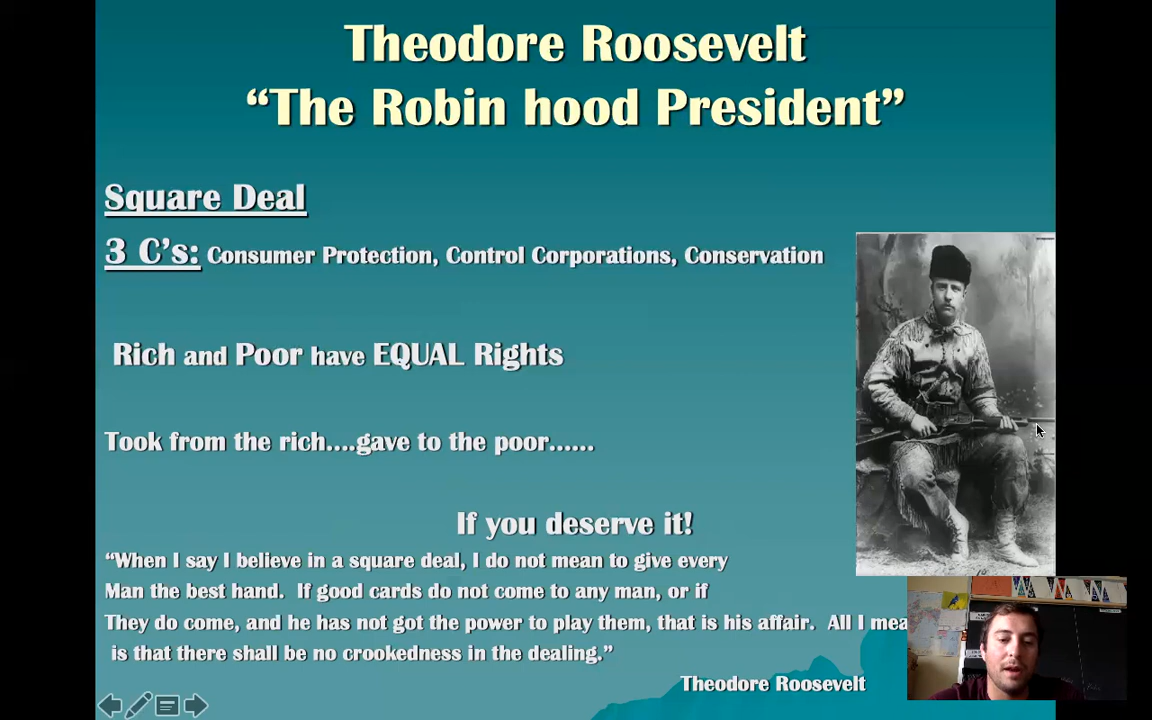 Theodore Roosevelt
“The Robin hood President”
Square Deal
3 C’s: Consumer Protection, Control Corporations, Conservation
Rich and Poor have EQUAL Rights
Took from the rich....gave to the poor......
If you deserve it!
“When I say I believe in a square deal, I do not mean to give every
Man the best hand. If good cards do not come to any man, or if
They do come, and he has not got the power to play them, that is his affair. All I
is that there shall be no crookedness in the dealing.”
Theodore Roosevelt